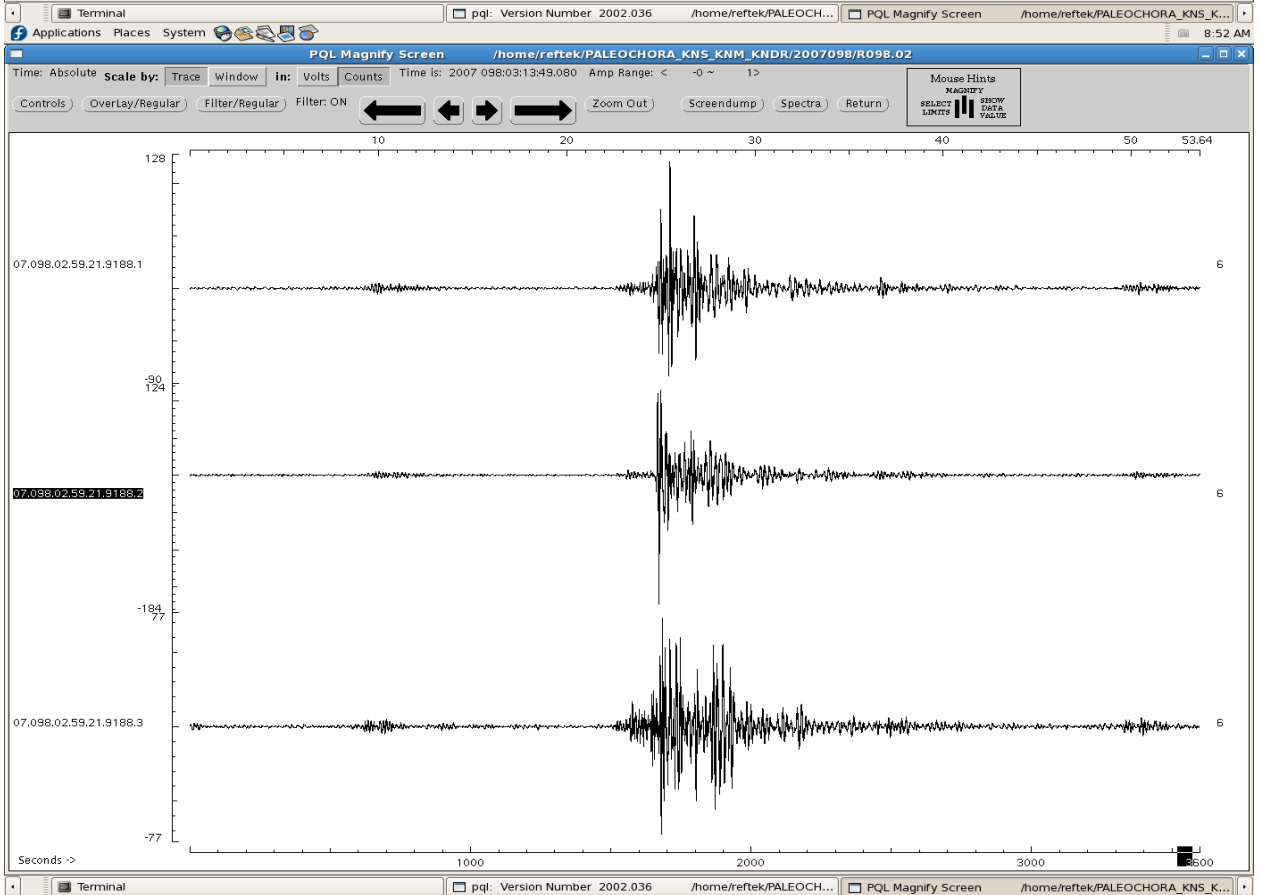 Terminal pql: Version Number 2002.036 /home/reftek/PALEOCH... PQL Magnify Screen /home/reftek/PALEOCHORA_KNS_K...
Applications Places System 8:52 AM
PQL Magnify Screen /home/reftek/PALEOCHORA_KNS_KNM_KNDR/2007098/R098.02
Time: Absolute Scale by: Trace Window in: Volts Counts Time is: 2007 098:03:13:49.080 Amp Range: < -0 ~ 1>
Mouse Hints
MAGNIFY
SELECT LIMITS
SHOW DATA VALUE
Controls OverLay/Regular Filter/Regular Filter: ON Zoom Out Screendump Spectra Return
10 20 30 40 50 53.64
128
07.098.02.59.21.9188.1 6
-90
124
07.098.02.59.21.9188.2 6
-184
77
07.098.02.59.21.9188.3 6
-77
Seconds -> 1000 2000 3000 3600
Terminal pql: Version Number 2002.036 /home/reftek/PALEOCH... PQL Magnify Screen /home/reftek/PALEOCHORA_KNS_K...